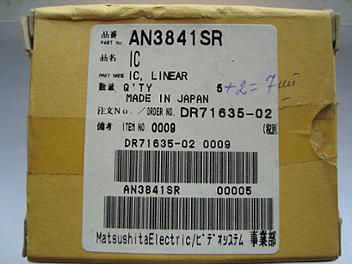 品番 PART No. AN3841SR
品名 IC
PART NAME IC, LINEAR
数量 Q'TY 5 +2=7
MADE IN JAPAN
注文No. / ORDER NO. DR71635-02
備考 ITEM NO 0009 (税別)
DR71635-02 0009
AN3841SR 00005
MatsushitaElectric/ビデオシステム 事業部